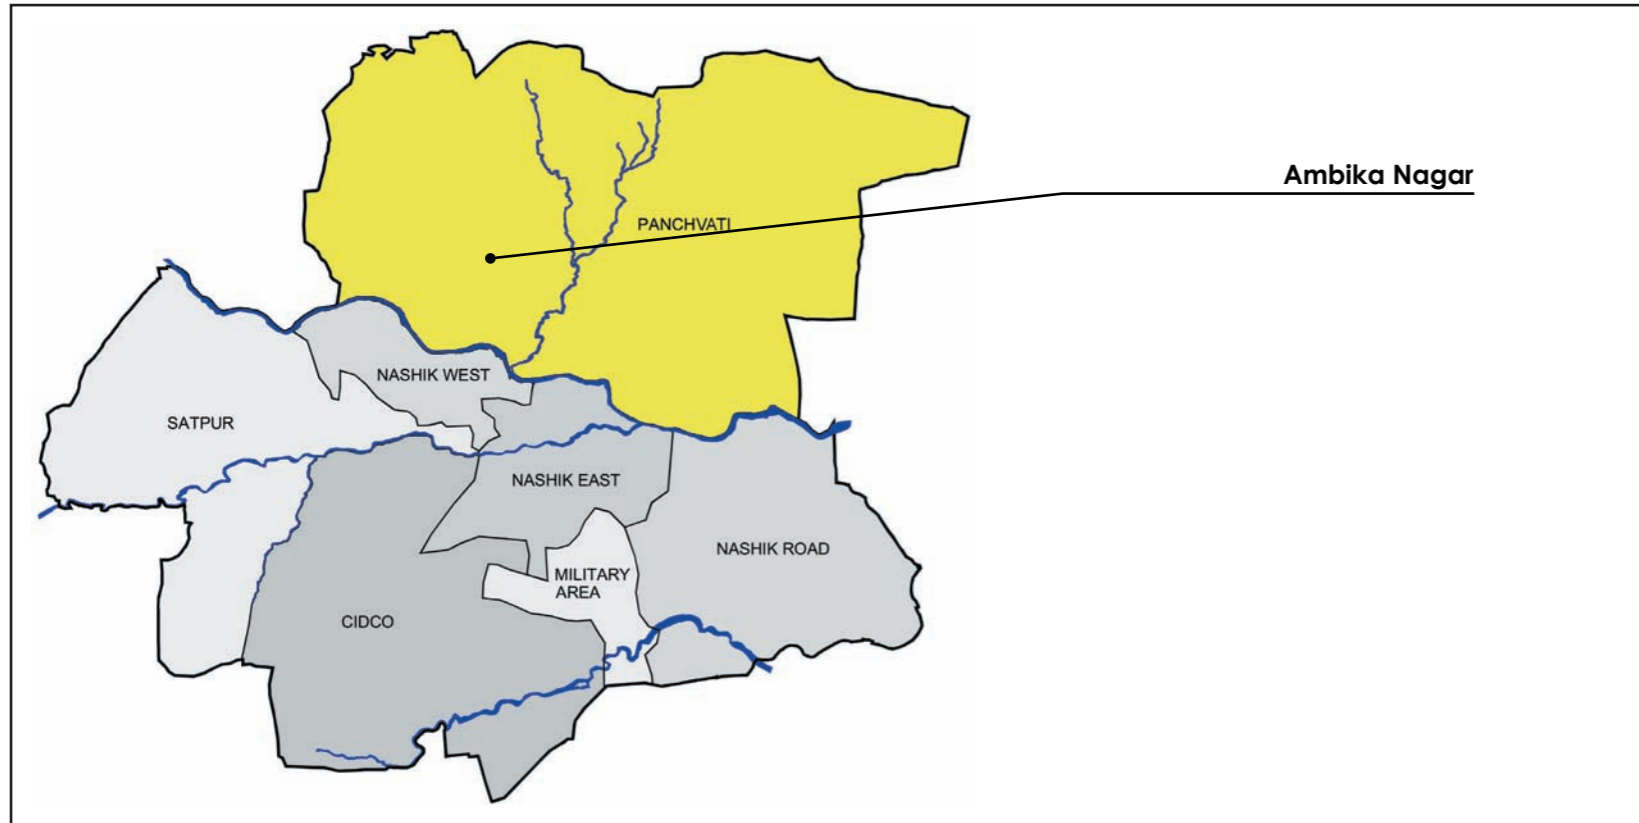 Ambika Nagar
PANCHVATI
NASHIK WEST
SATPUR
NASHIK EAST
NASHIK ROAD
MILITARY
AREA
CIDCO